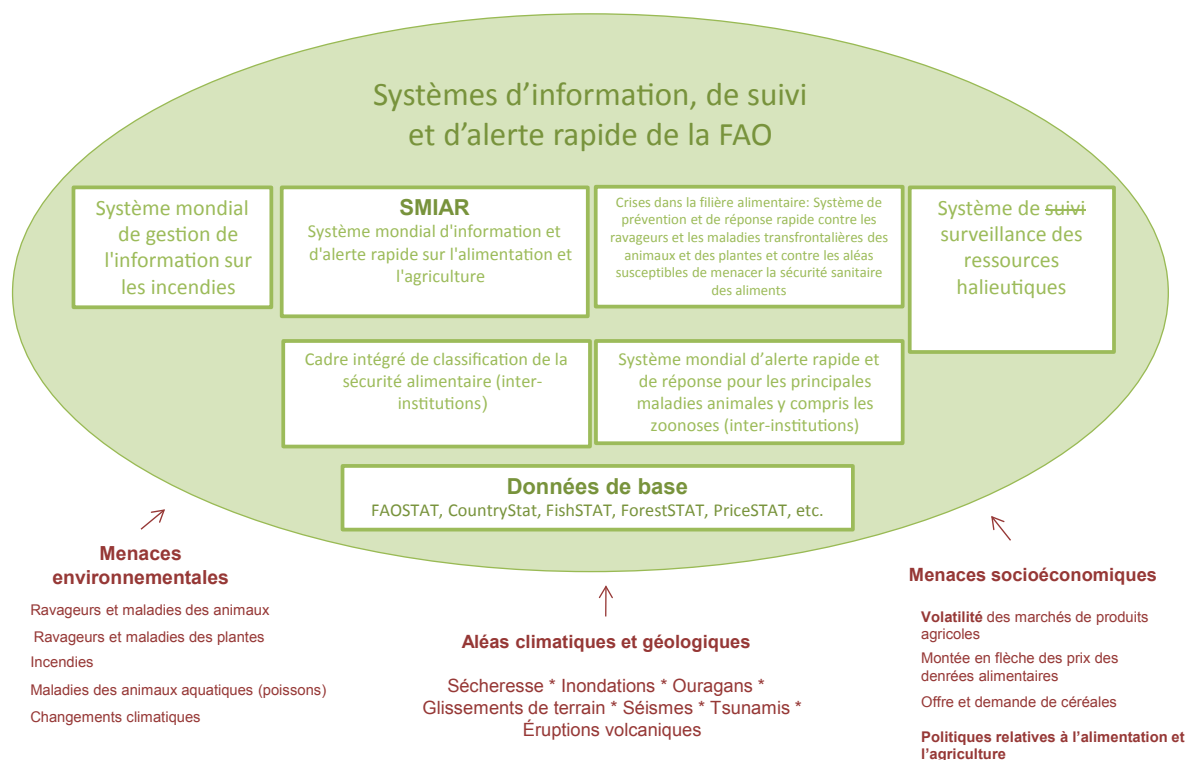 Systèmes d'information, de suivi
et d'alerte rapide de la FAO
Système mondial
de gestion de
l'information sur
les incendies
SMIAR
Système mondial d'information et
d'alerte rapide sur l'alimentation et
l'agriculture
Crises dans la filière alimentaire: Système de
prévention et de réponse rapide contre les
ravageurs et les maladies transfrontalières des
animaux et des plantes et contre les aléas
susceptibles de menacer la sécurité sanitaire
des aliments
Système de suivi
surveillance des
ressources
halieutiques
Cadre intégré de classification de la
sécurité alimentaire (inter-
institutions)
Système mondial d'alerte rapide et
de réponse pour les principales
maladies animales y compris les
zoonoses (inter-institutions)
Données de base
FAOSTAT, CountryStat, FishSTAT, ForestSTAT, PriceSTAT, etc.
Menaces
environnementales
Ravageurs et maladies des animaux
Ravageurs et maladies des plantes
Incendies
Maladies des animaux aquatiques (poissons)
Changements climatiques
Aléas climatiques et géologiques
Sécheresse * Inondations * Ouragans *
Glissements de terrain * Séismes * Tsunamis *
Éruptions volcaniques
Menaces socioéconomiques
Volatilité des marchés de produits
agricoles
Montée en flèche des prix des
denrées alimentaires
Offre et demande de céréales
Politiques relatives à l'alimentation et
l'agriculture